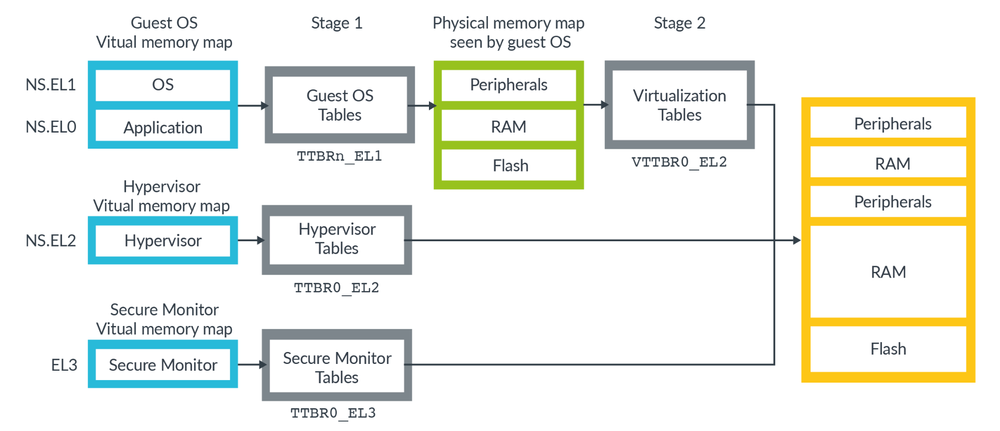 Guest OS
Vitual memory map
Stage 1
Physical memory map
seen by guest OS
Stage 2
NS.EL1
OS
NS.EL0
Application
Guest OS
Tables
TTBRn_EL1
Peripherals
RAM
Flash
Virtualization
Tables
VTTBR0_EL2
Hypervisor
Vitual memory map
NS.EL2
Hypervisor
Hypervisor
Tables
TTBR0_EL2
Secure Monitor
Vitual memory map
EL3
Secure Monitor
Secure Monitor
Tables
TTBR0_EL3
Peripherals
RAM
Peripherals
RAM
Flash